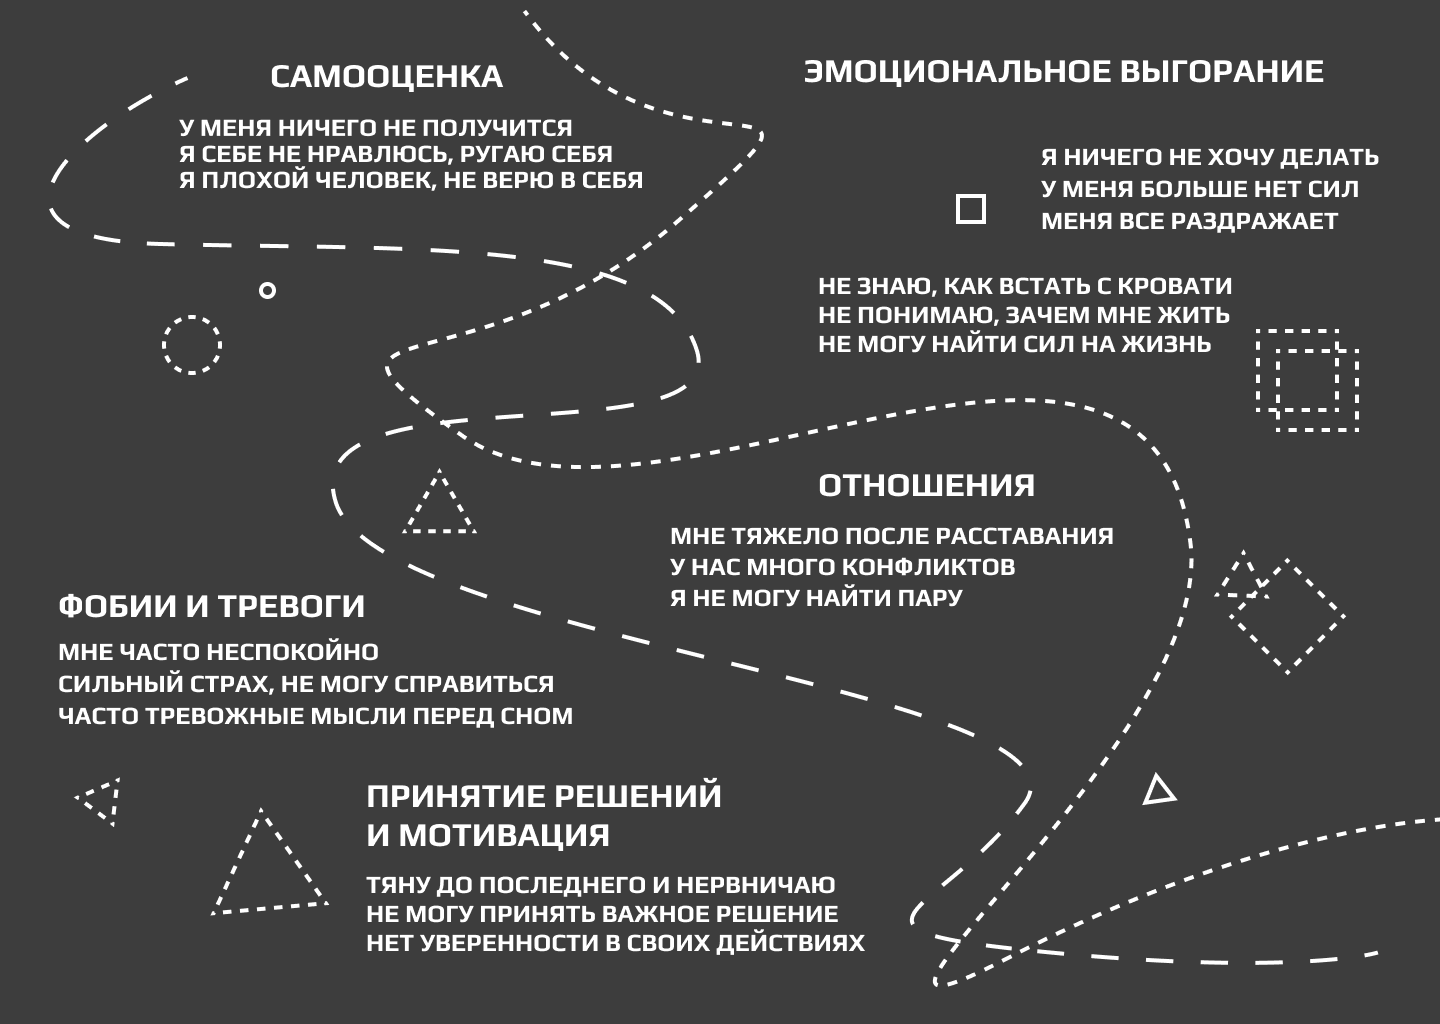 САМООЦЕНКА
У МЕНЯ НИЧЕГО НЕ ПОЛУЧИТСЯ
Я СЕБЕ НЕ НРАВЛЮСЬ, РУГАЮ СЕБЯ
Я ПЛОХОЙ ЧЕЛОВЕК, НЕ ВЕРЮ В СЕБЯ
ЭМОЦИОНАЛЬНОЕ ВЫГОРАНИЕ
Я НИЧЕГО НЕ ХОЧУ ДЕЛАТЬ
У МЕНЯ БОЛЬШЕ НЕТ СИЛ
МЕНЯ ВСЕ РАЗДРАЖАЕТ
НЕ ЗНАЮ, КАК ВСТАТЬ С КРОВАТИ
НЕ ПОНИМАЮ, ЗАЧЕМ МНЕ ЖИТЬ
НЕ МОГУ НАЙТИ СИЛ НА ЖИЗНЬ
ОТНОШЕНИЯ
МНЕ ТЯЖЕЛО ПОСЛЕ РАССТАВАНИЯ
У НАС МНОГО КОНФЛИКТОВ
Я НЕ МОГУ НАЙТИ ПАРУ
ФОБИИ И ТРЕВОГИ
МНЕ ЧАСТО НЕСПОКОЙНО
СИЛЬНЫЙ СТРАХ, НЕ МОГУ СПРАВИТЬСЯ
ЧАСТО ТРЕВОЖНЫЕ МЫСЛИ ПЕРЕД СНОМ
ПРИНЯТИЕ РЕШЕНИЙ
И МОТИВАЦИЯ
ТЯНУ ДО ПОСЛЕДНЕГО И НЕРВНИЧАЮ
НЕ МОГУ ПРИНЯТЬ ВАЖНОЕ РЕШЕНИЕ
НЕТ УВЕРЕННОСТИ В СВОИХ ДЕЙСТВИЯХ